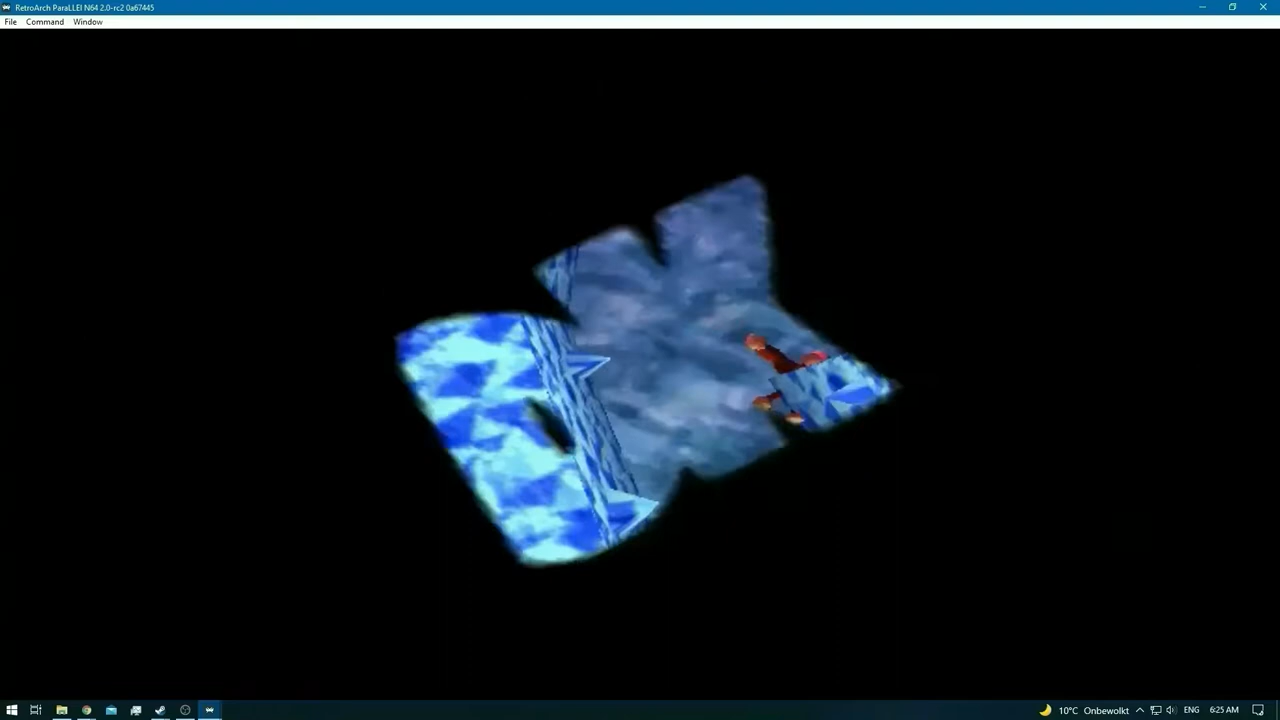 RetroArch ParaLLEl N64 2.0-rc2 0a67445
File Command Window
10°C Onbewolkt ENG 6:25 AM